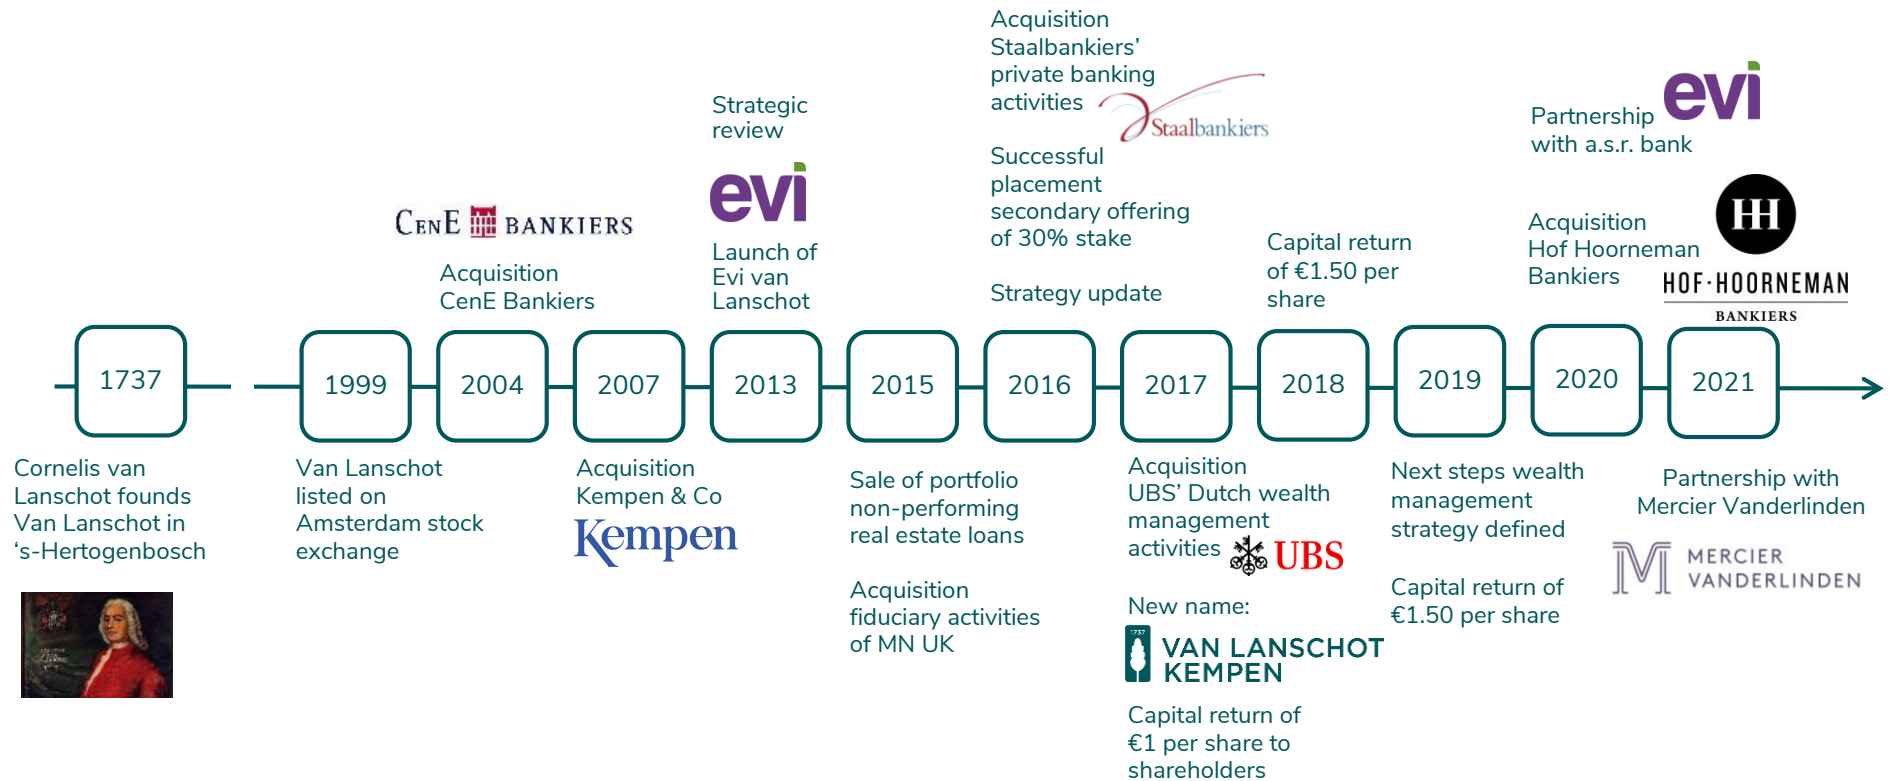 Acquisition
Staalbankiers’
private banking
activities
Staalbankiers
Successful
placement
secondary offering
of 30% stake
Strategy update
Strategic
review
evi
Launch of
Evi van
Lanschot
CENE BANKIERS
Acquisition
CenE Bankiers
Capital return
of €1.50 per
share
Partnership
with a.s.r. bank
evi
Acquisition
Hof Hoorneman
Bankiers
HH
HOF·HOORNEMAN
BANKIERS
1737
1999
2004
2007
2013
2015
2016
2017
2018
2019
2020
2021
Cornelis van
Lanschot founds
Van Lanschot in
‘s-Hertogenbosch
Van Lanschot
listed on
Amsterdam stock
exchange
Acquisition
Kempen & Co
Kempen
Sale of portfolio
non-performing
real estate loans
Acquisition
fiduciary activities
of MN UK
Acquisition
UBS’ Dutch wealth
management
activities
UBS
New name:
1737
VAN LANSCHOT
KEMPEN
Capital return of
€1 per share to
shareholders
Next steps wealth
management
strategy defined
Capital return of
€1.50 per share
Partnership with
Mercier Vanderlinden
M
MERCIER
VANDERLINDEN